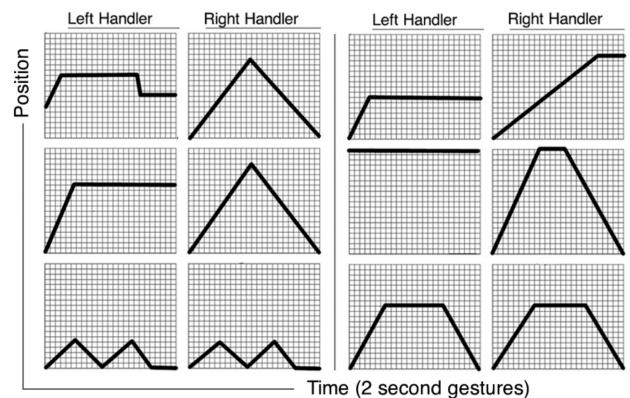 Left Handler
Right Handler
Left Handler
Right Handler
Position
Time (2 second gestures)